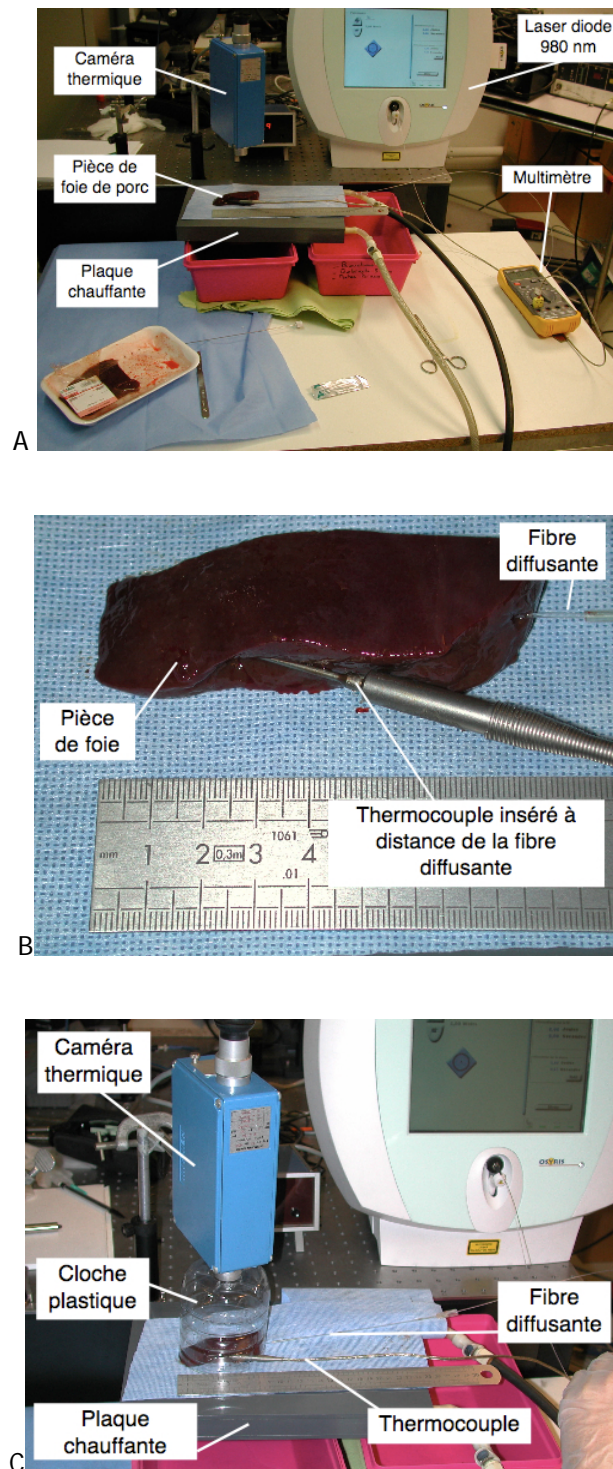 Caméra
thermique
Laser diode
980 nm
Pièce de
foie de porc
Multimètre
Plaque
chauffante
A
Fibre
diffusante
Pièce
de foie
Thermocouple inséré à
distance de la fibre
diffusante
1061
mm 1 2 0,3m 3 4
.01
B
Caméra
thermique
OSYRIS
Cloche
plastique
Fibre
diffusante
Plaque
chauffante
Thermocouple
C